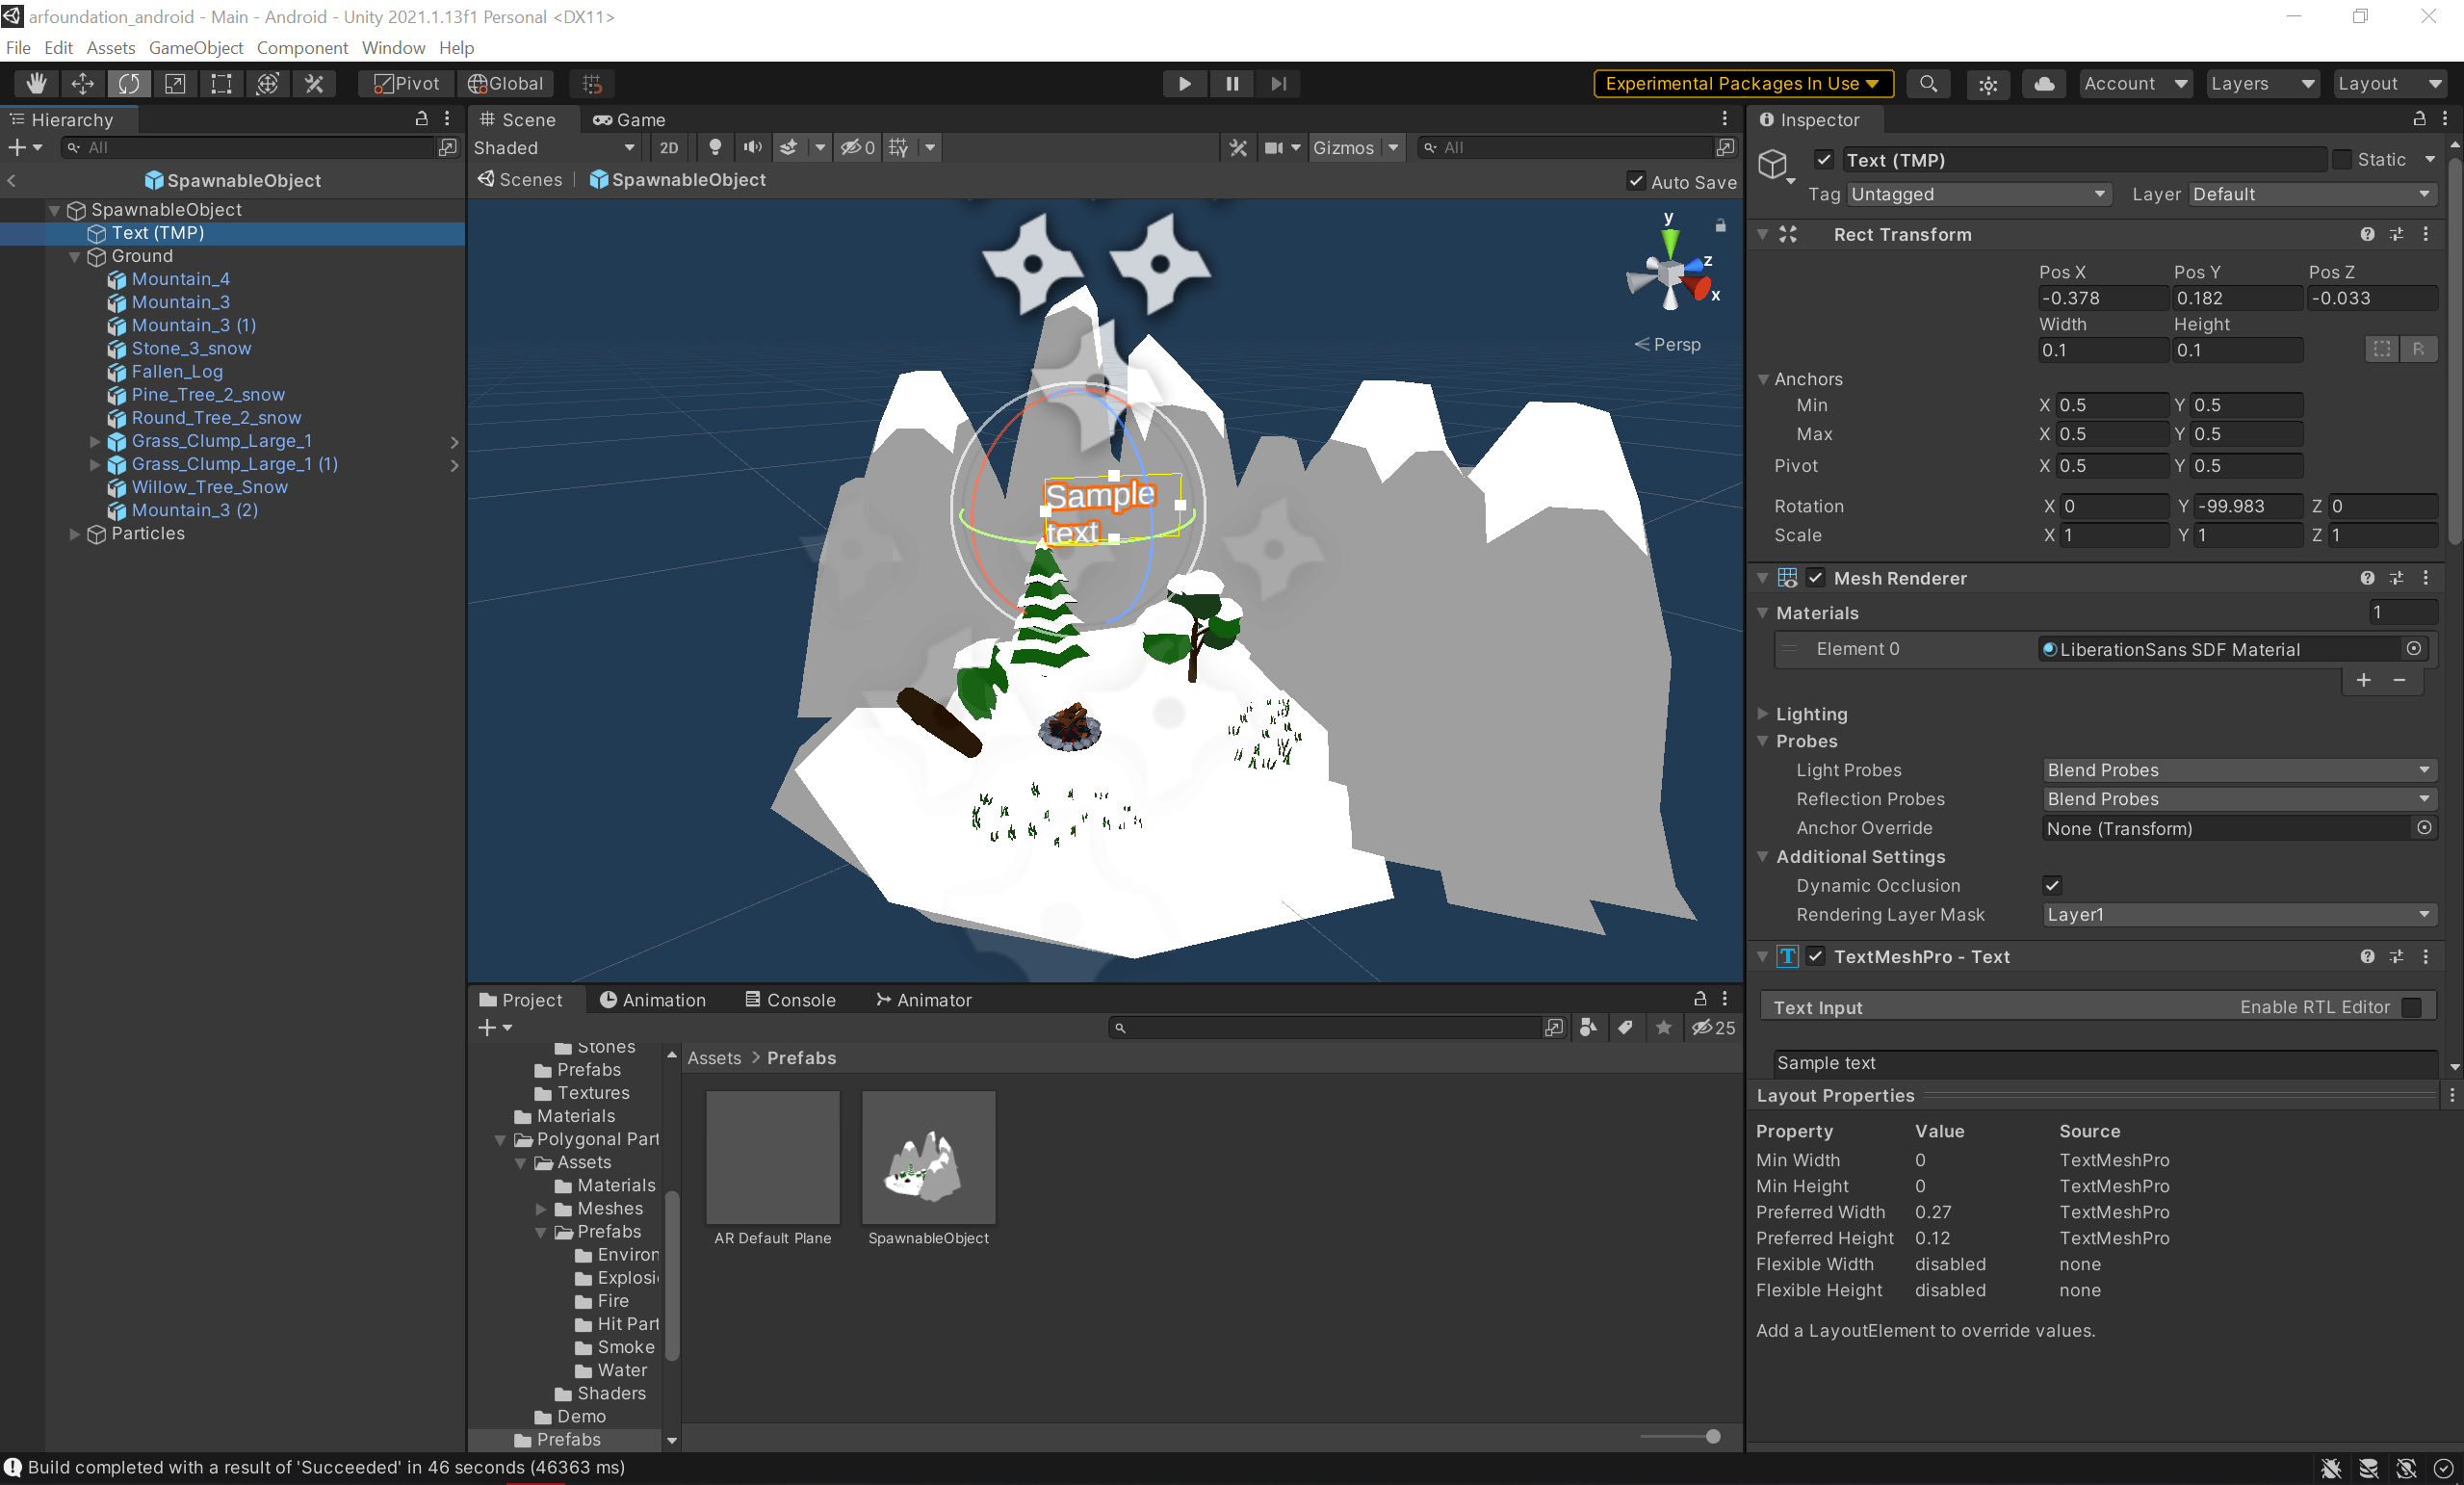 arfoundation_android - Main - Android - Unity 2021.1.13f1 Personal <DX11>
File Edit Assets GameObject Component Window Help
Pivot Global Experimental Packages In Use Account Layers Layout
Hierarchy
All
SpawnableObject
SpawnableObject
Text (TMP)
Ground
Mountain_4
Mountain_3
Mountain_3 (1)
Stone_3_snow
Fallen_Log
Pine_Tree_2_snow
Round_Tree_2_snow
Grass_Clump_Large_1
Grass_Clump_Large_1 (1)
Willow_Tree_Snow
Mountain_3 (2)
Particles
Scene Game
Shaded 2D 0 Gizmos All
Scenes SpawnableObject Auto Save
y
z
x
Persp
Sample
text
Project Animation Console Animator
25
Stones
Prefabs
Textures
Materials
Polygonal Part
Assets
Materials
Meshes
Prefabs
Environ
Explosi
Fire
Hit Part
Smoke
Water
Shaders
Demo
Prefabs
Assets > Prefabs
AR Default Plane SpawnableObject
Inspector
Text (TMP) Static
Tag Untagged Layer Default
Rect Transform
Pos X Pos Y Pos Z
-0.378 0.182 -0.033
Width Height
0.1 0.1 R
Anchors
Min X 0.5 Y 0.5
Max X 0.5 Y 0.5
Pivot X 0.5 Y 0.5
Rotation X 0 Y -99.983 Z 0
Scale X 1 Y 1 Z 1
Mesh Renderer
Materials 1
Element 0 LiberationSans SDF Material
+ −
Lighting
Probes
Light Probes Blend Probes
Reflection Probes Blend Probes
Anchor Override None (Transform)
Additional Settings
Dynamic Occlusion
Rendering Layer Mask Layer1
T TextMeshPro - Text
Text Input Enable RTL Editor
Sample text
Layout Properties
Property Value Source
Min Width 0 TextMeshPro
Min Height 0 TextMeshPro
Preferred Width 0.27 TextMeshPro
Preferred Height 0.12 TextMeshPro
Flexible Width disabled none
Flexible Height disabled none
Add a LayoutElement to override values.
Build completed with a result of 'Succeeded' in 46 seconds (46363 ms)